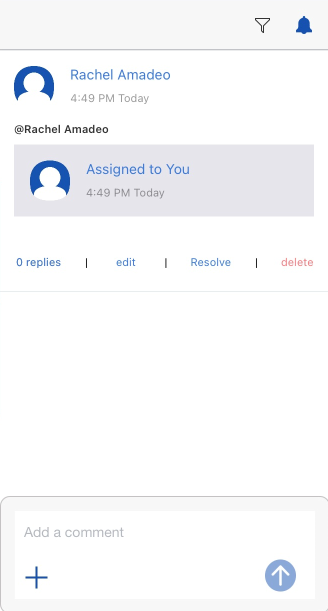 Rachel Amadeo
4:49 PM Today
@Rachel Amadeo
Assigned to You
4:49 PM Today
0 replies | edit | Resolve | delete
Add a comment